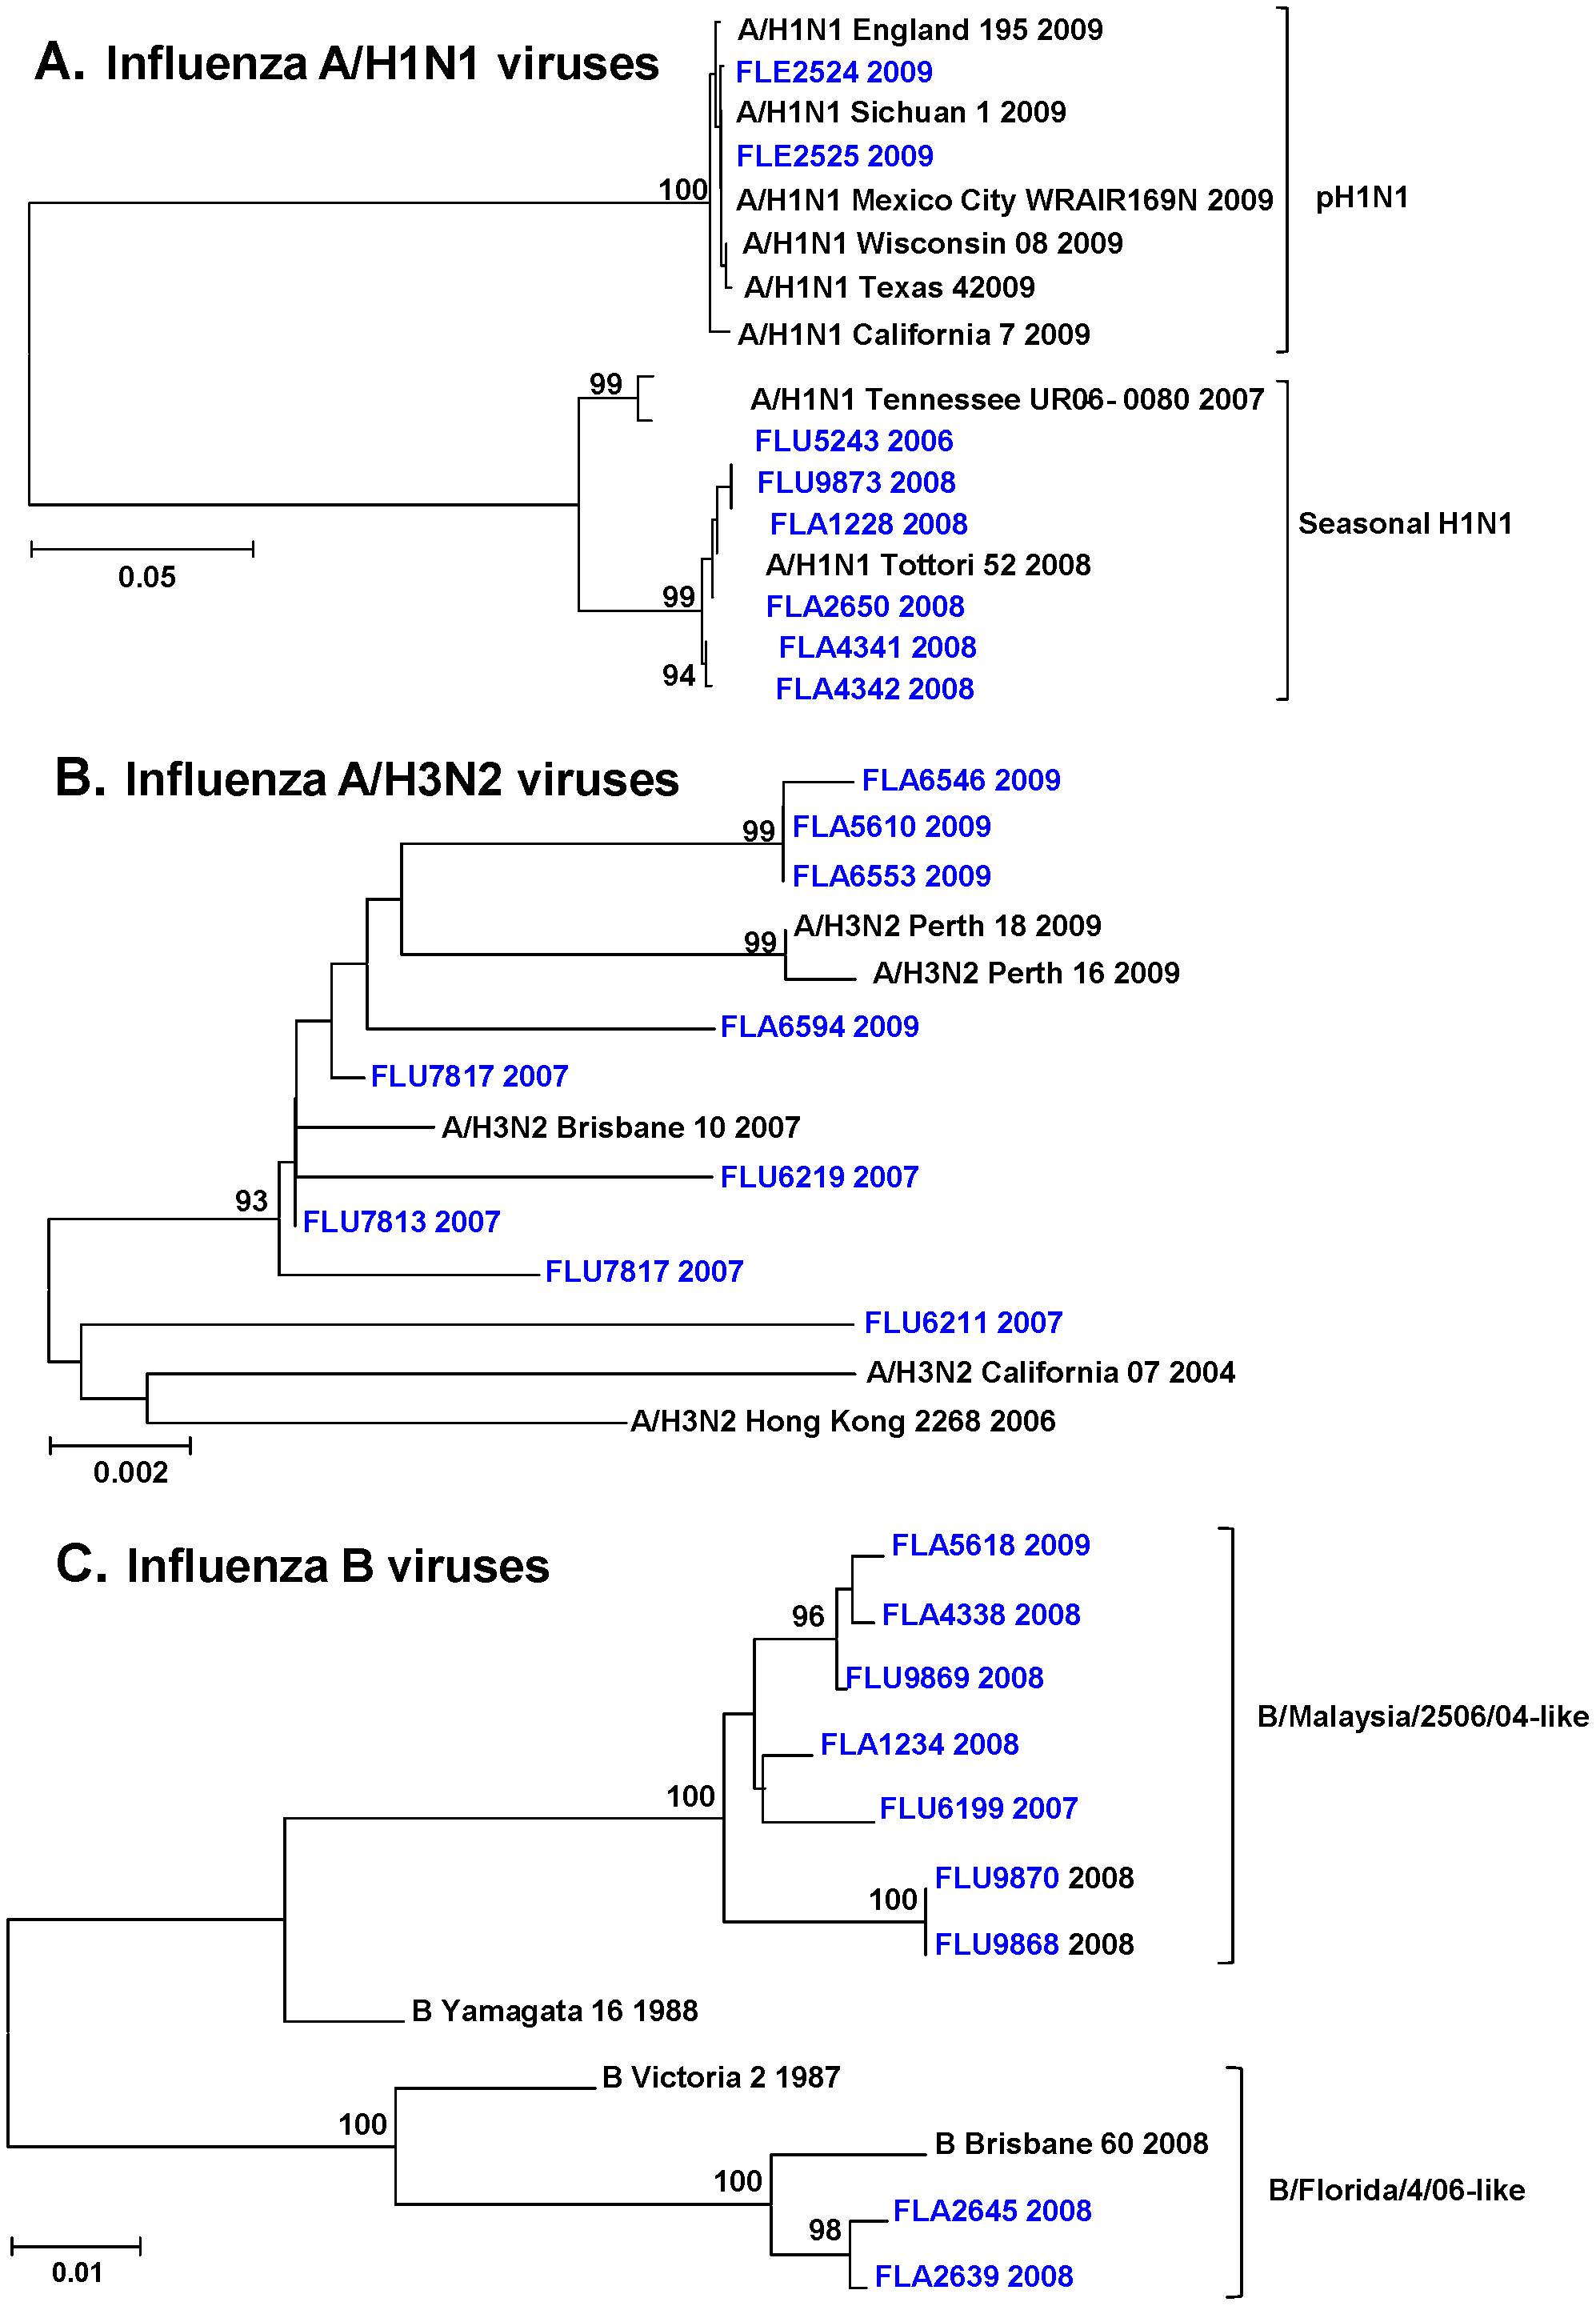 A. Influenza A/H1N1 viruses
A/H1N1 England 195 2009
FLE2524 2009
A/H1N1 Sichuan 1 2009
FLE2525 2009
100
A/H1N1 Mexico City WRAIR169N 2009
pH1N1
A/H1N1 Wisconsin 08 2009
A/H1N1 Texas 42009
A/H1N1 California 7 2009
99
A/H1N1 Tennessee UR06-0080 2007
FLU5243 2006
FLU9873 2008
FLA1228 2008
Seasonal H1N1
A/H1N1 Tottori 52 2008
0.05
99
FLA2650 2008
FLA4341 2008
94
FLA4342 2008
B. Influenza A/H3N2 viruses
FLA6546 2009
99
FLA5610 2009
FLA6553 2009
A/H3N2 Perth 18 2009
99
A/H3N2 Perth 16 2009
FLA6594 2009
FLU7817 2007
A/H3N2 Brisbane 10 2007
FLU6219 2007
93
FLU7813 2007
FLU7817 2007
FLU6211 2007
A/H3N2 California 07 2004
A/H3N2 Hong Kong 2268 2006
0.002
C. Influenza B viruses
FLA5618 2009
96
FLA4338 2008
FLU9869 2008
B/Malaysia/2506/04-like
FLA1234 2008
100
FLU6199 2007
FLU9870 2008
100
FLU9868 2008
B Yamagata 16 1988
B Victoria 2 1987
100
B Brisbane 60 2008
100
B/Florida/4/06-like
FLA2645 2008
98
FLA2639 2008
0.01